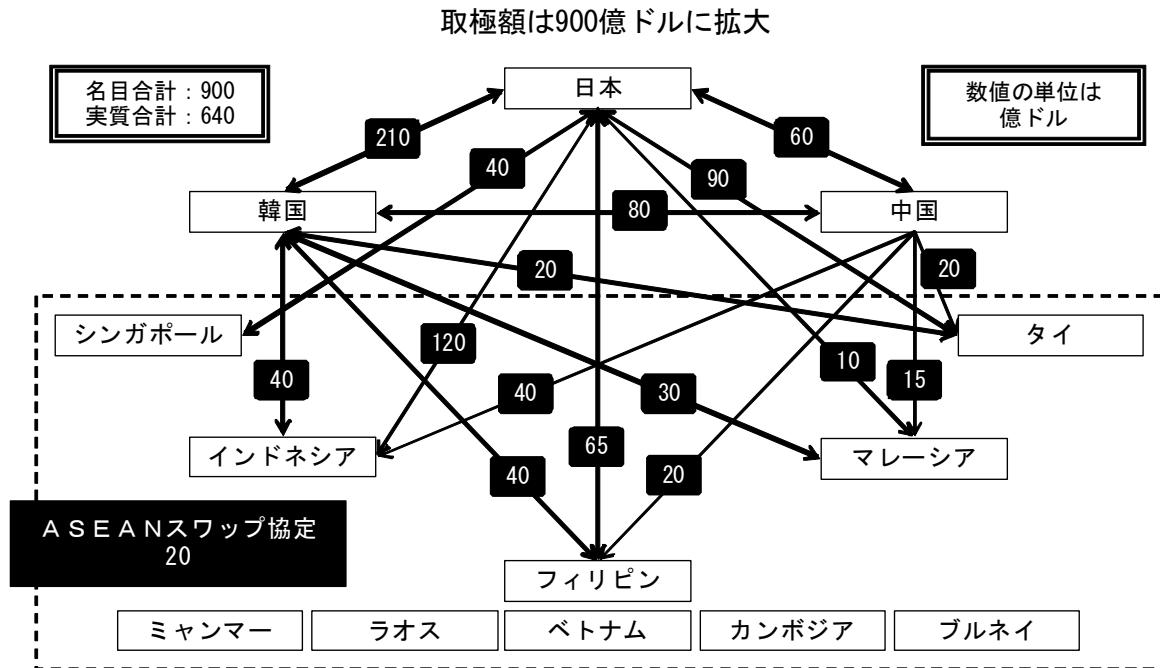 取極額は900億ドルに拡大
名目合計：900
実質合計：640
日本
数値の単位は
億ドル
210
60
40
90
韓国
80
中国
20
20
シンガポール
120
タイ
40
40
30
10
15
インドネシア
65
マレーシア
40
20
ＡＳＥＡＮスワップ協定
20
フィリピン
ミャンマー
ラオス
ベトナム
カンボジア
ブルネイ